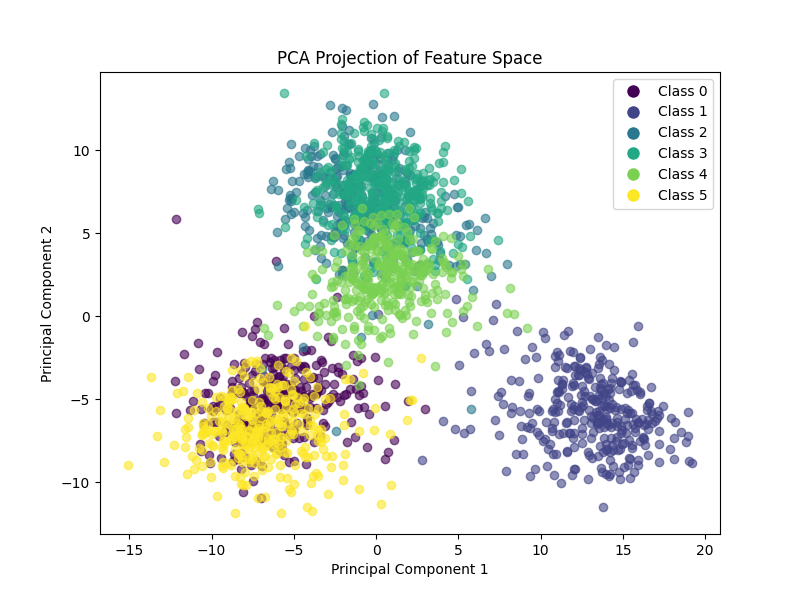 PCA Projection of Feature Space
Class 0
Class 1
Class 2
Class 3
Class 4
Class 5
10
5
0
−5
−10
Principal Component 2
−15
−10
−5
0
5
10
15
20
Principal Component 1